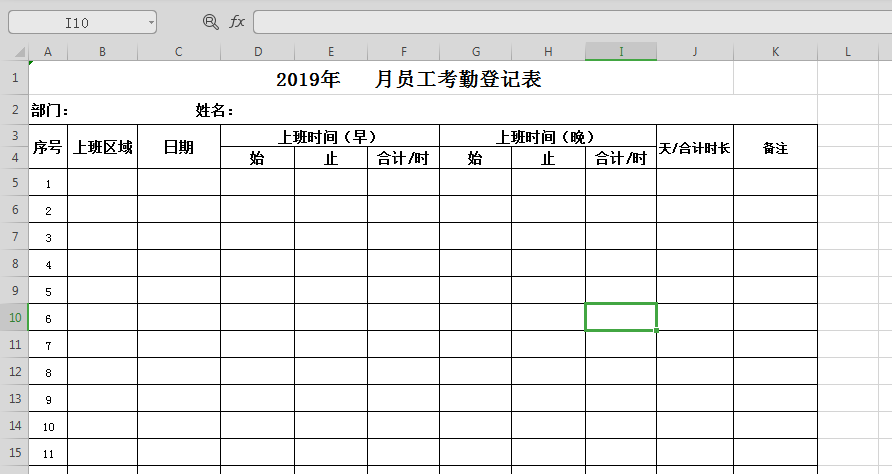 I10 fx
A B C D E F G H I J K L
1 2019年 月员工考勤登记表
2 部门： 姓名：
3 序号 上班区域 日期 上班时间（早） 上班时间（晚） 天/合计时长 备注
4 始 止 合计/时 始 止 合计/时
5 1
6 2
7 3
8 4
9 5
10 6
11 7
12 8
13 9
14 10
15 11